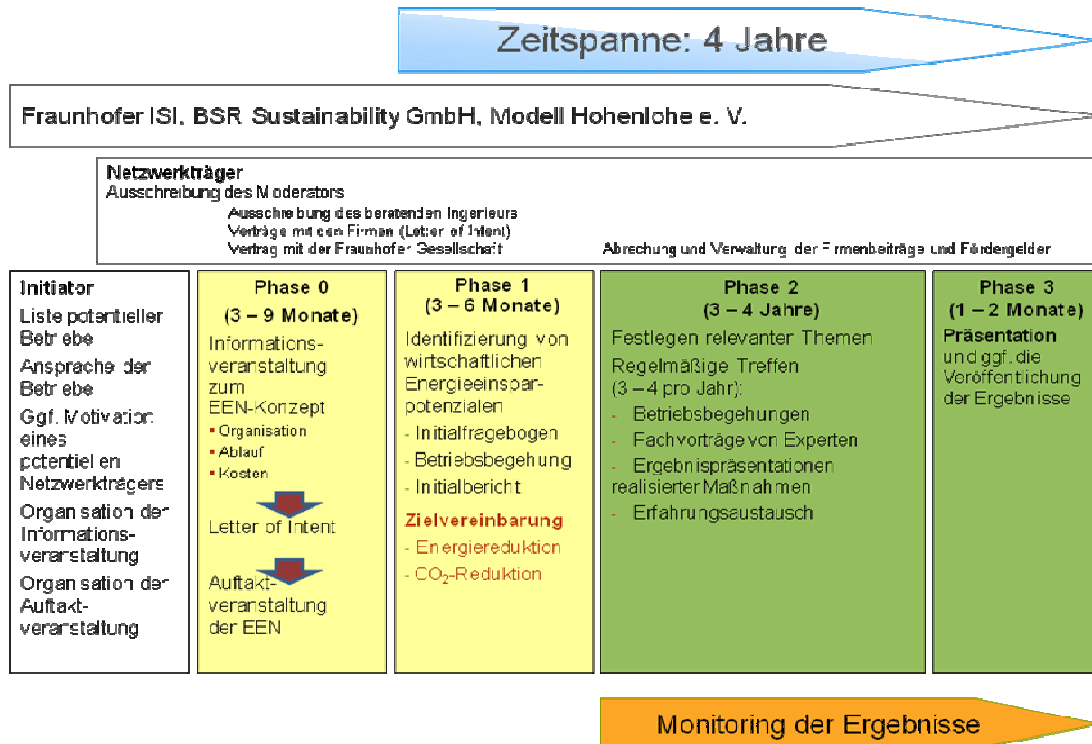 Zeitspanne: 4 Jahre
Fraunhofer ISI, BSR Sustainability GmbH, Modell Hohenlohe e. V.
Netzwerkträger
Ausschreibung des Moderators
Ausschreibung des beratenden Ingenieurs
Verträge mit den Firmen (Letter of Intent)
Vertrag mit der Fraunhofer Gesellschaft
Abrechung und Verwaltung der Firmenbeiträge und Fördergelder
Initiator
Liste potentieller
Betriebe
Ansprache der
Betriebe
Ggf. Motivation
eines
potentiellen
Netzwerkträgers
Organisation der
Informations-
veranstaltung
Organisation der
Auftakt-
veranstaltung
Phase 0
(3 – 9 Monate)
Informations-
veranstaltung
zum
EEN-Konzept
▪ Organisation
▪ Ablauf
▪ Kosten
Letter of Intent
Auftakt-
veranstaltung
der EEN
Phase 1
(3 – 6 Monate)
Identifizierung von
wirtschaftlichen
Energieeinspar-
potenzialen
- Initialfragebogen
- Betriebsbegehung
- Initialbericht
Zielvereinbarung
- Energiereduktion
- CO₂-Reduktion
Phase 2
(3 – 4 Jahre)
Festlegen relevanter Themen
Regelmäßige Treffen
(3 – 4 pro Jahr):
- Betriebsbegehungen
- Fachvorträge von Experten
- Ergebnispräsentationen
realisierter Maßnahmen
- Erfahrungsaustausch
Phase 3
(1 – 2 Monate)
Präsentation
und ggf. die
Veröffentlichung
der Ergebnisse
Monitoring der Ergebnisse